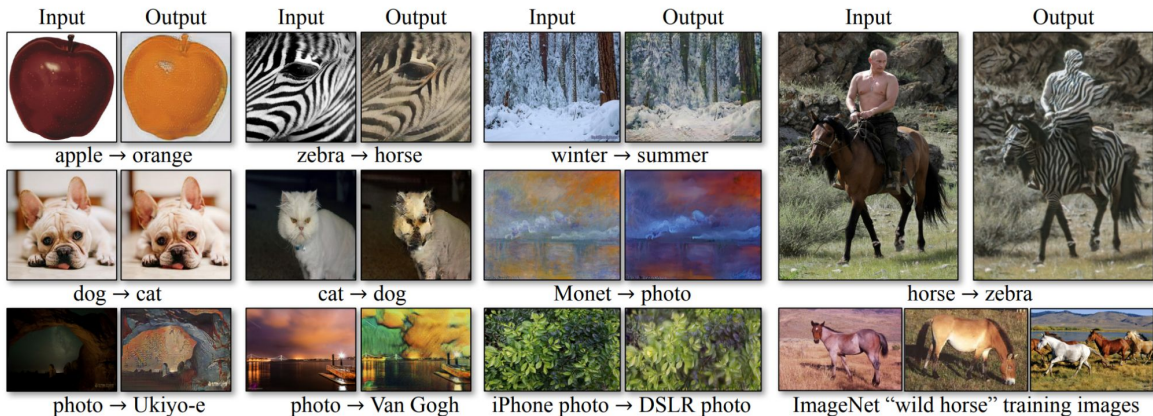 Input Output Input Output Input Output Input Output
apple → orange zebra → horse winter → summer
dog → cat cat → dog Monet → photo horse → zebra
photo → Ukiyo-e photo → Van Gogh iPhone photo → DSLR photo ImageNet “wild horse” training images